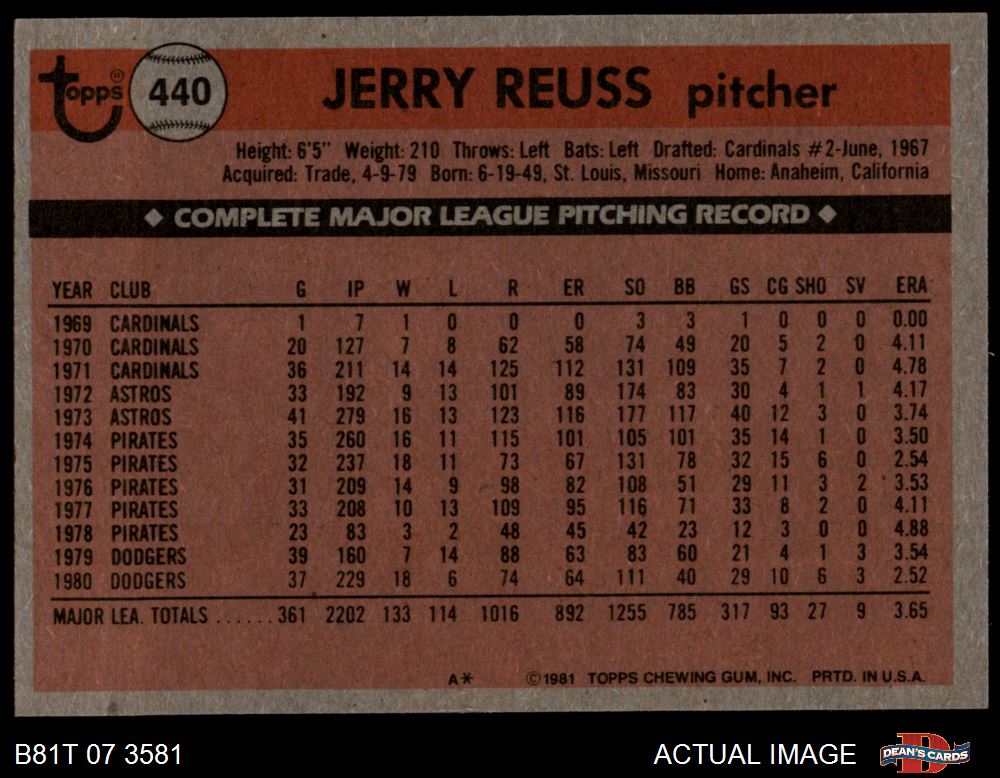 topps® 440 JERRY REUSS pitcher
Height: 6'5" Weight: 210 Throws: Left Bats: Left Drafted: Cardinals #2-June, 1967
Acquired: Trade, 4-9-79 Born: 6-19-49, St. Louis, Missouri Home: Anaheim, California
◆ COMPLETE MAJOR LEAGUE PITCHING RECORD ◆
YEAR CLUB G IP W L R ER SO BB GS CG SHO SV ERA
1969 CARDINALS 1 7 1 0 0 0 3 3 1 0 0 0 0.00
1970 CARDINALS 20 127 7 8 62 58 74 49 20 5 2 0 4.11
1971 CARDINALS 36 211 14 14 125 112 131 109 35 7 2 0 4.78
1972 ASTROS 33 192 9 13 101 89 174 83 30 4 1 1 4.17
1973 ASTROS 41 279 16 13 123 116 177 117 40 12 3 0 3.74
1974 PIRATES 35 260 16 11 115 101 105 101 35 14 1 0 3.50
1975 PIRATES 32 237 18 11 73 67 131 78 32 15 6 0 2.54
1976 PIRATES 31 209 14 9 98 82 108 51 29 11 3 2 3.53
1977 PIRATES 33 208 10 13 109 95 116 71 33 8 2 0 4.11
1978 PIRATES 23 83 3 2 48 45 42 23 12 3 0 0 4.88
1979 DODGERS 39 160 7 14 88 63 83 60 21 4 1 3 3.54
1980 DODGERS 37 229 18 6 74 64 111 40 29 10 6 3 2.52
MAJOR LEA. TOTALS ...... 361 2202 133 114 1016 892 1255 785 317 93 27 9 3.65
A* ©1981 TOPPS CHEWING GUM, INC. PRTD. IN U.S.A.
B81T 07 3581 ACTUAL IMAGE DEAN'S CARDS